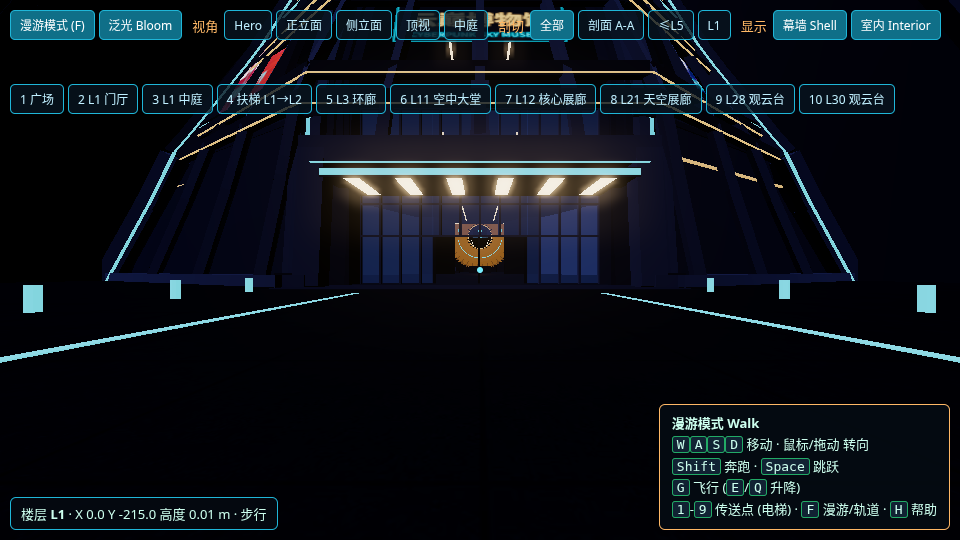 漫游模式 (F) 泛光 Bloom 视角 Hero 正立面 侧立面 顶视 中庭 剖切 全部 剖面 A-A ≤L5 L1 显示 幕墙 Shell 室内 Interior
1 广场 2 L1 门厅 3 L1 中庭 4 扶梯 L1→L2 5 L3 环廊 6 L11 空中大堂 7 L12 核心展廊 8 L21 天空展廊 9 L28 观云台 10 L30 观云台
漫游模式 Walk
W A S D 移动 · 鼠标/拖动 转向
Shift 奔跑 · Space 跳跃
G 飞行 (E/Q 升降)
1-9 传送点 (电梯) · F 漫游/轨道 · H 帮助
楼层 L1 · X 0.0 Y -215.0 高度 0.01 m · 步行